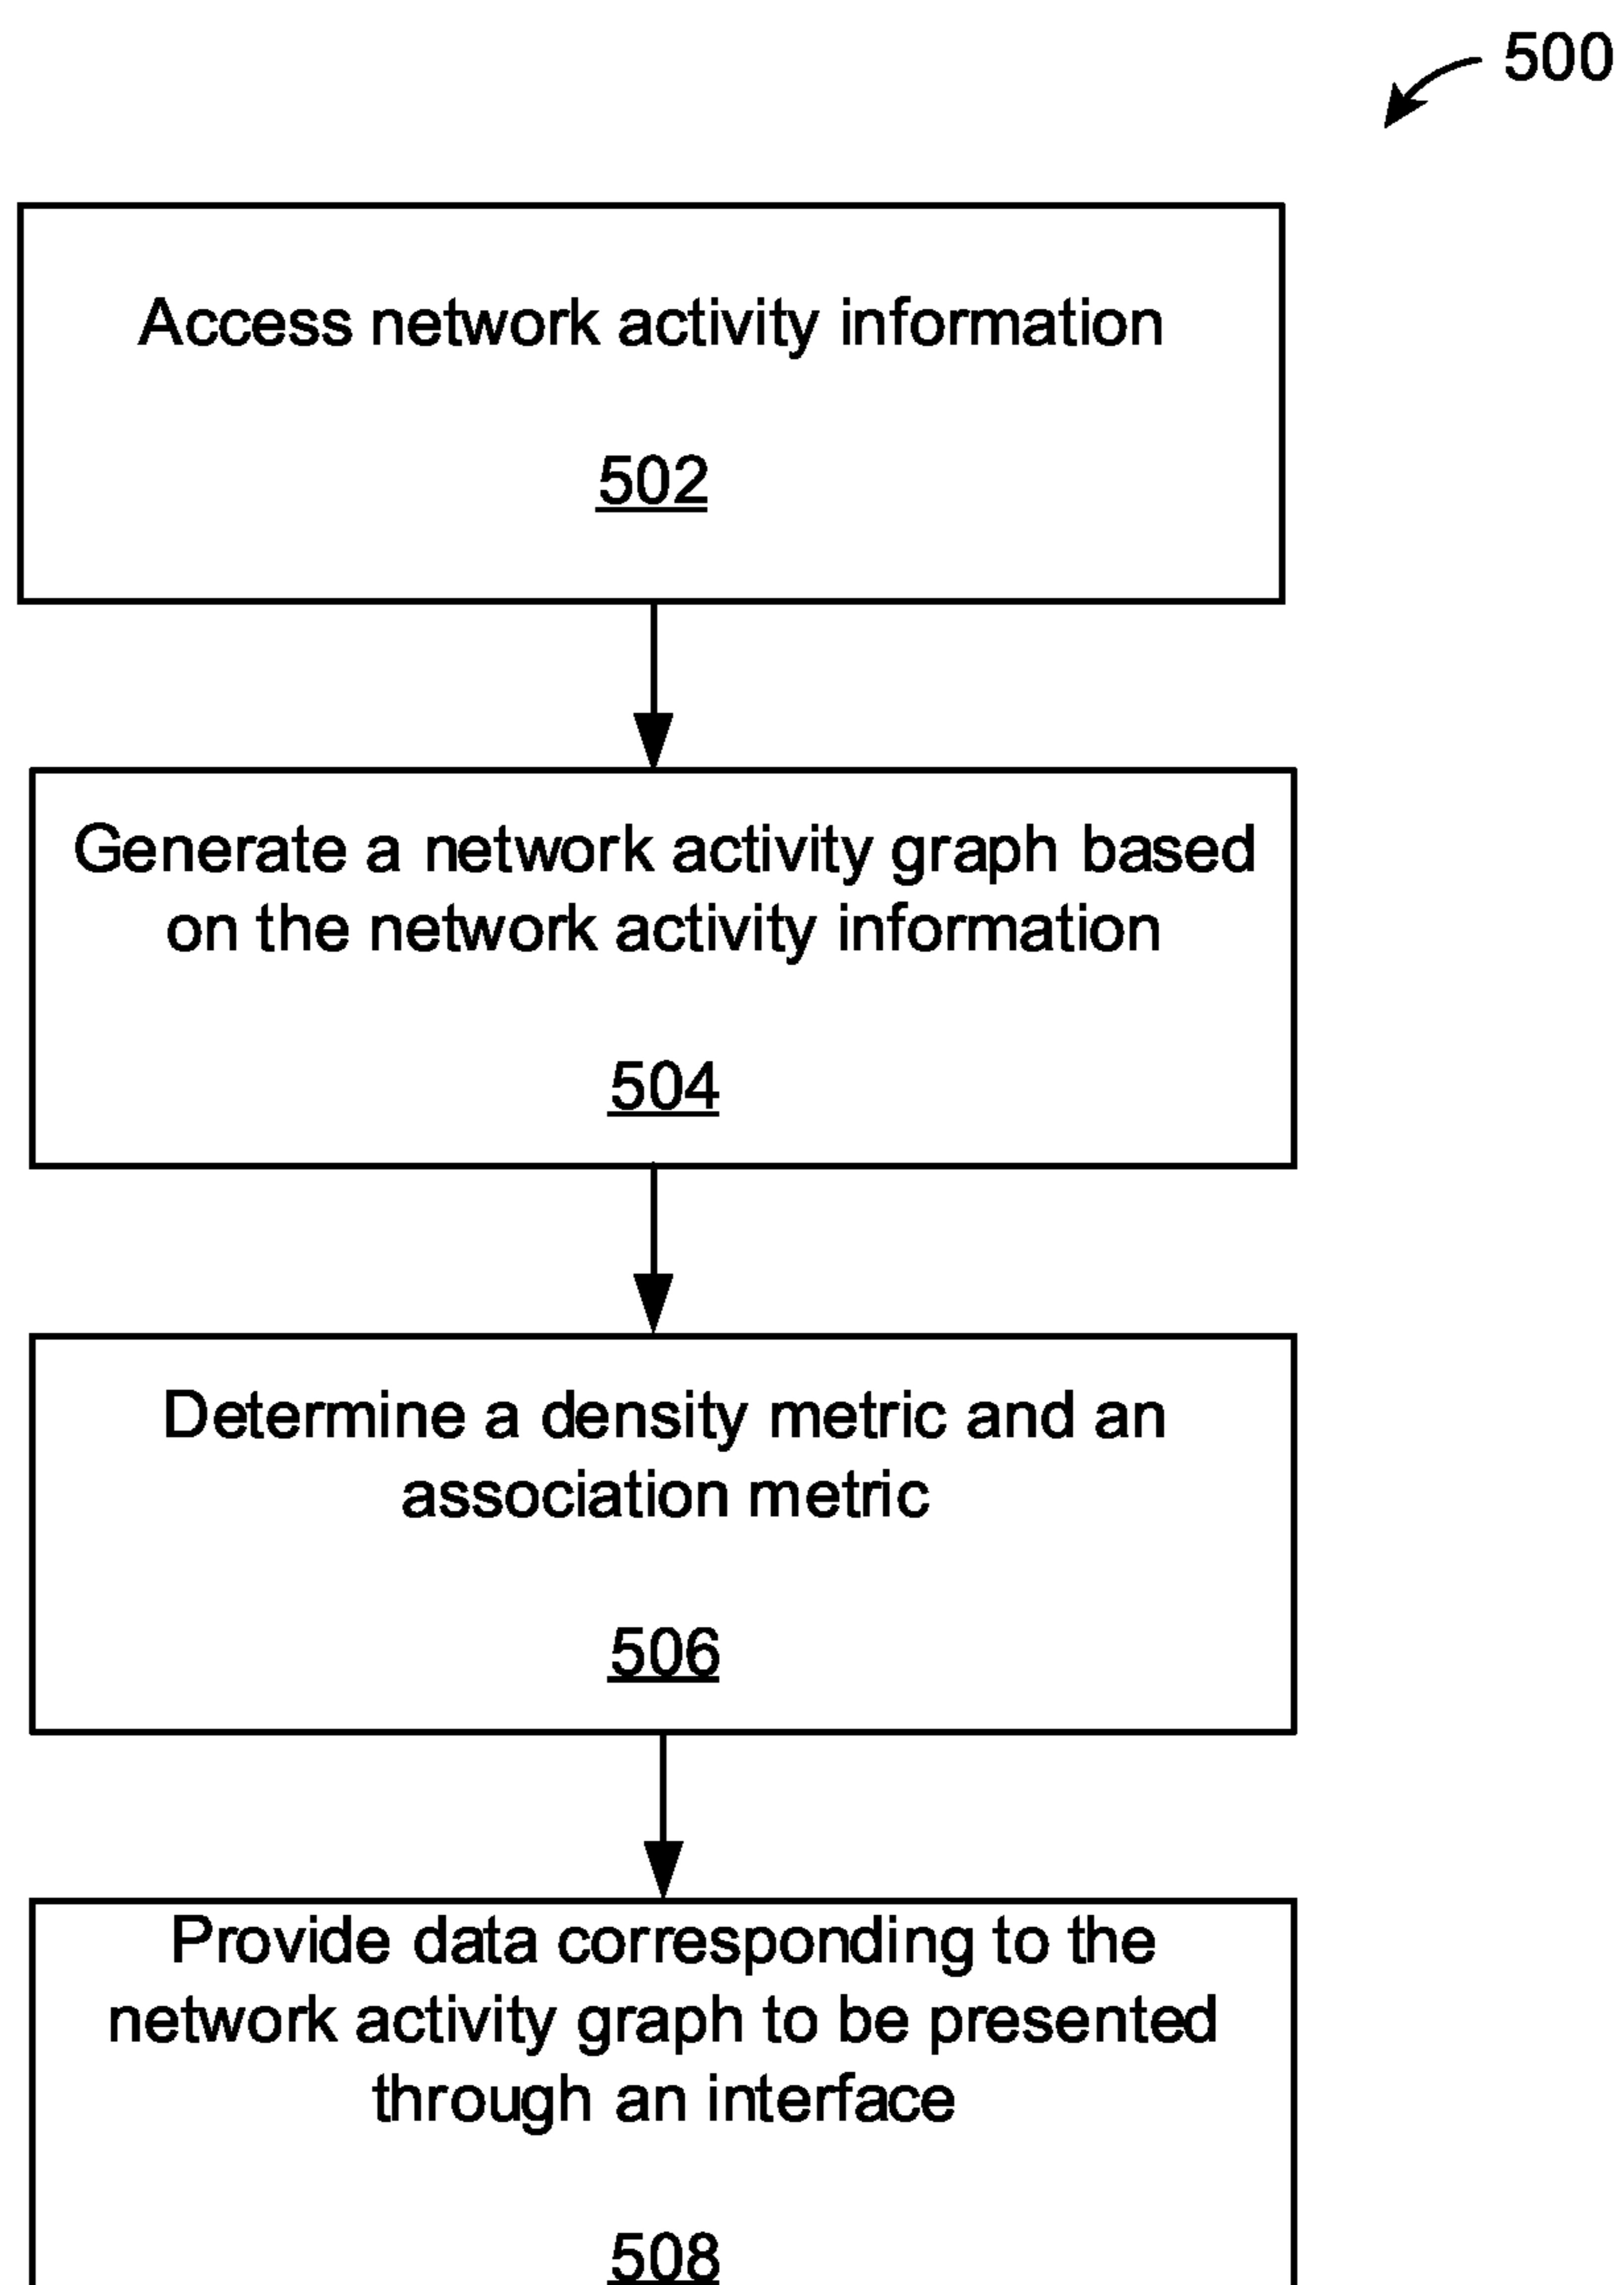 500
Access network activity information
502
Generate a network activity graph based
on the network activity information
504
Determine a density metric and an
association metric
506
Provide data corresponding to the
network activity graph to be presented
through an interface
508